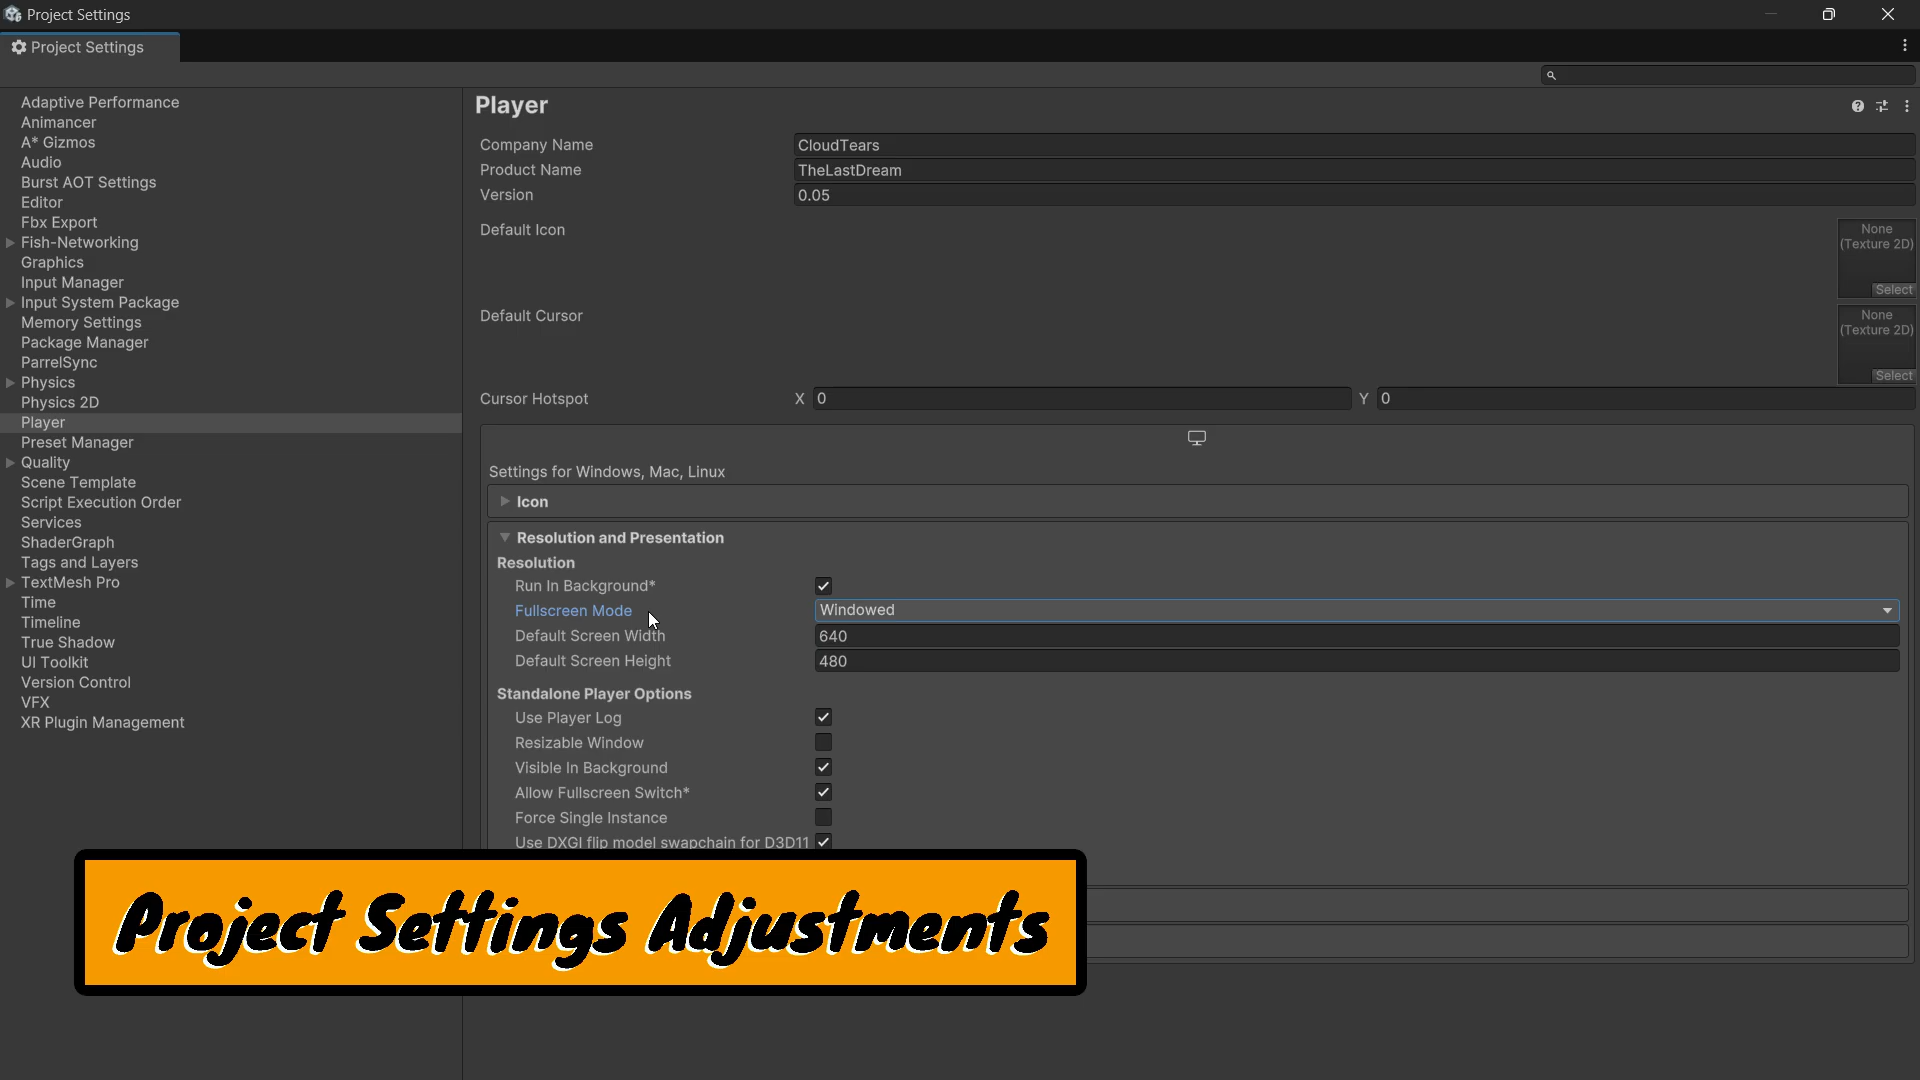 Project Settings
Project Settings
Adaptive Performance
Animancer
A* Gizmos
Audio
Burst AOT Settings
Editor
Fbx Export
Fish-Networking
Graphics
Input Manager
Input System Package
Memory Settings
Package Manager
ParrelSync
Physics
Physics 2D
Player
Preset Manager
Quality
Scene Template
Script Execution Order
Services
ShaderGraph
Tags and Layers
TextMesh Pro
Time
Timeline
True Shadow
UI Toolkit
Version Control
VFX
XR Plugin Management
Player
Company Name CloudTears
Product Name TheLastDream
Version 0.05
Default Icon
None
(Texture 2D)
Select
Default Cursor
None
(Texture 2D)
Select
Cursor Hotspot X 0 Y 0
Settings for Windows, Mac, Linux
Icon
Resolution and Presentation
Resolution
Run In Background*
Fullscreen Mode Windowed
Default Screen Width 640
Default Screen Height 480
Standalone Player Options
Use Player Log
Resizable Window
Visible In Background
Allow Fullscreen Switch*
Force Single Instance
Use DXGI flip model swapchain for D3D11
Project Settings Adjustments